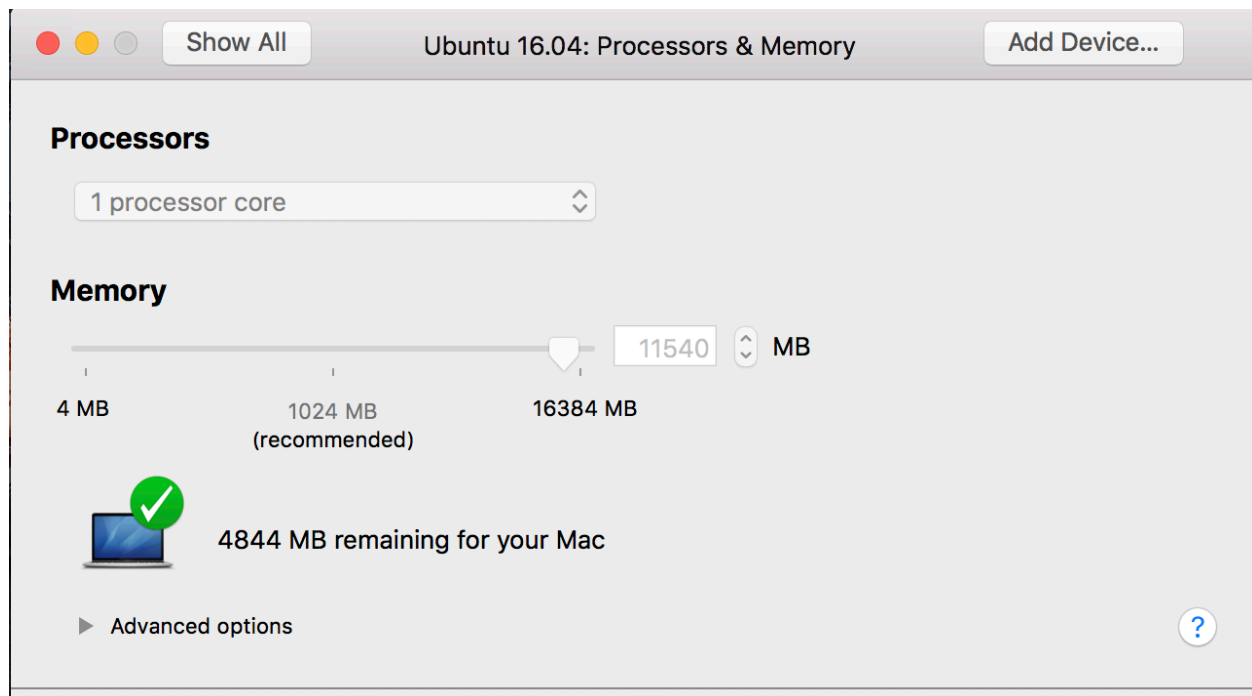 Show All
Ubuntu 16.04: Processors & Memory
Add Device...
Processors
1 processor core
Memory
11540 MB
4 MB
1024 MB
(recommended)
16384 MB
4844 MB remaining for your Mac
Advanced options
?